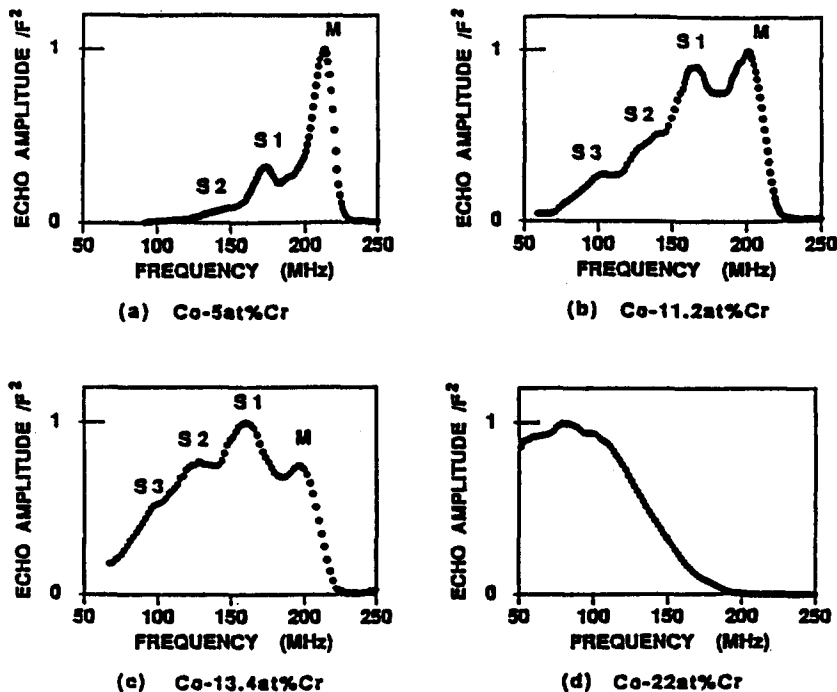 ECHO AMPLITUDE /F²
1
0
M
S1
S2
50 100 150 200 250
FREQUENCY (MHz)
(a) Co-5at%Cr
ECHO AMPLITUDE /F²
1
0
M
S1
S2
S3
50 100 150 200 250
FREQUENCY (MHz)
(b) Co-11.2at%Cr
ECHO AMPLITUDE /F²
1
0
S1
S2
M
S3
50 100 150 200 250
FREQUENCY (MHz)
(c) Co-13.4at%Cr
ECHO AMPLITUDE /F²
1
0
50 100 150 200 250
FREQUENCY (MHz)
(d) Co-22at%Cr